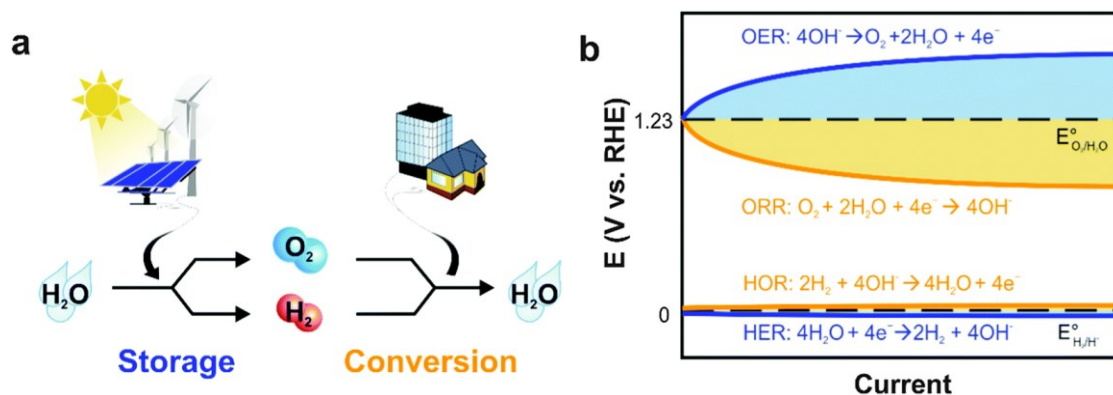 a
H₂O
O₂
H₂
H₂O
Storage
Conversion
b
E (V vs. RHE)
1.23
0
OER: 4OH⁻→O₂ +2H₂O + 4e⁻
E°O₂/H₂O
ORR: O₂ + 2H₂O + 4e⁻→ 4OH⁻
HOR: 2H₂ + 4OH⁻→4H₂O + 4e⁻
HER: 4H₂O + 4e⁻→2H₂ + 4OH⁻
E°H₂/H⁺
Current